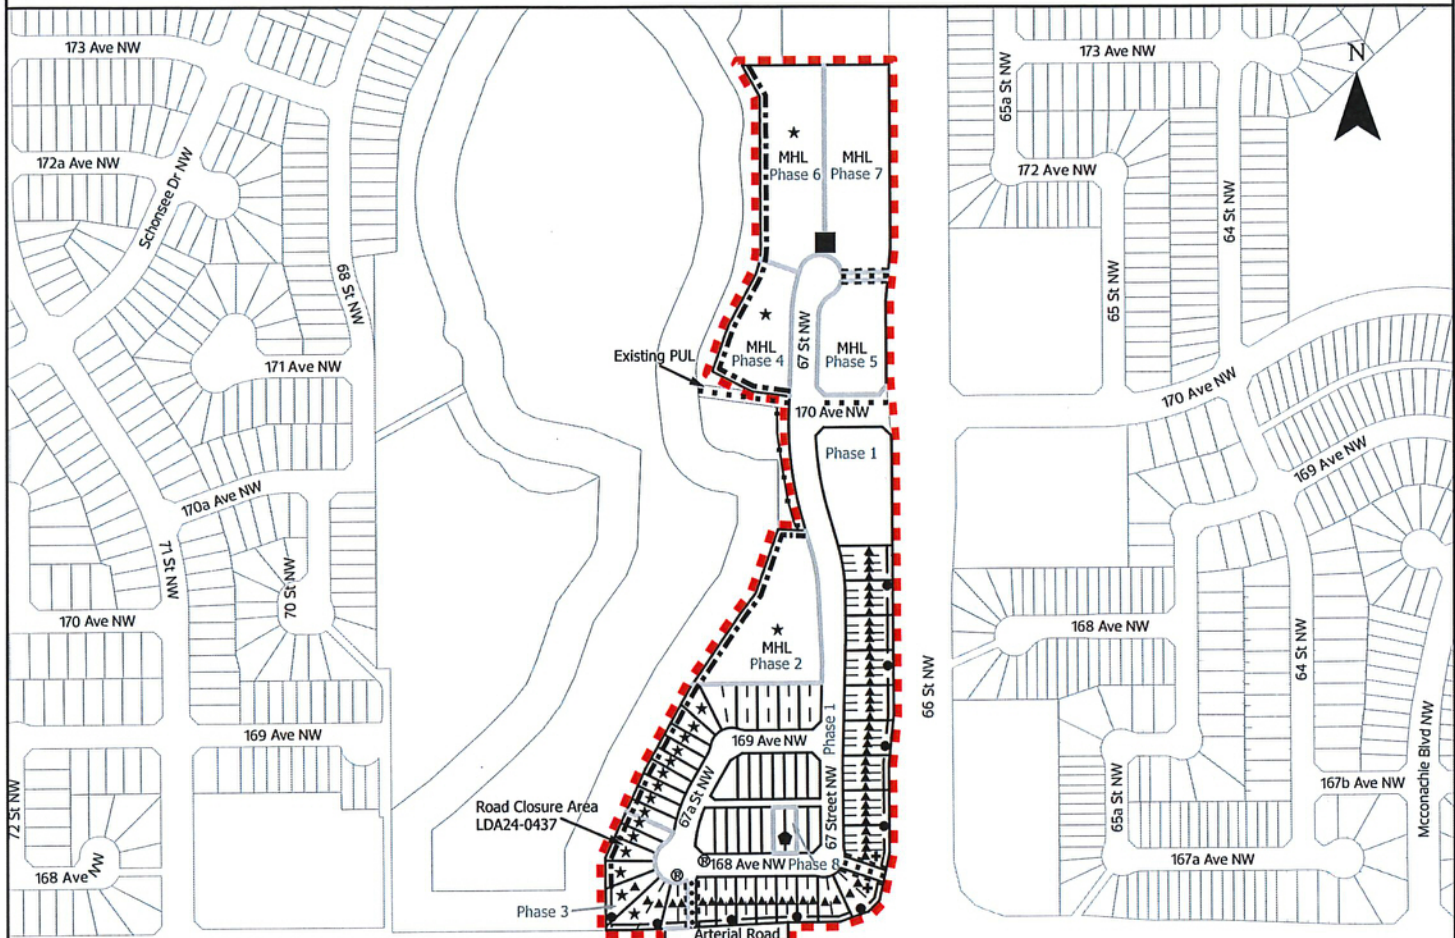 173 Ave NW
172a Ave NW
Schonsee Dr NW
68 St NW
171 Ave NW
170a Ave NW
71 St NW
70 St NW
170 Ave NW
169 Ave NW
72 St NW
168 Ave NW
MHL
Phase 6
MHL
Phase 7
67 St NW
MHL
Phase 4
MHL
Phase 5
Existing PUL
170 Ave NW
Phase 1
MHL
Phase 2
Phase 1
169 Ave NW
67a St NW
67 Street NW
Road Closure Area
LDA24-0437
®
®
168 Ave NW
Phase 8
Phase 3
Arterial Road
66 St NW
N
65a St NW
173 Ave NW
172 Ave NW
64 St NW
65 St NW
170 Ave NW
169 Ave NW
168 Ave NW
64 St NW
Mcconachie Blvd NW
167b Ave NW
65a St NW
167a Ave NW